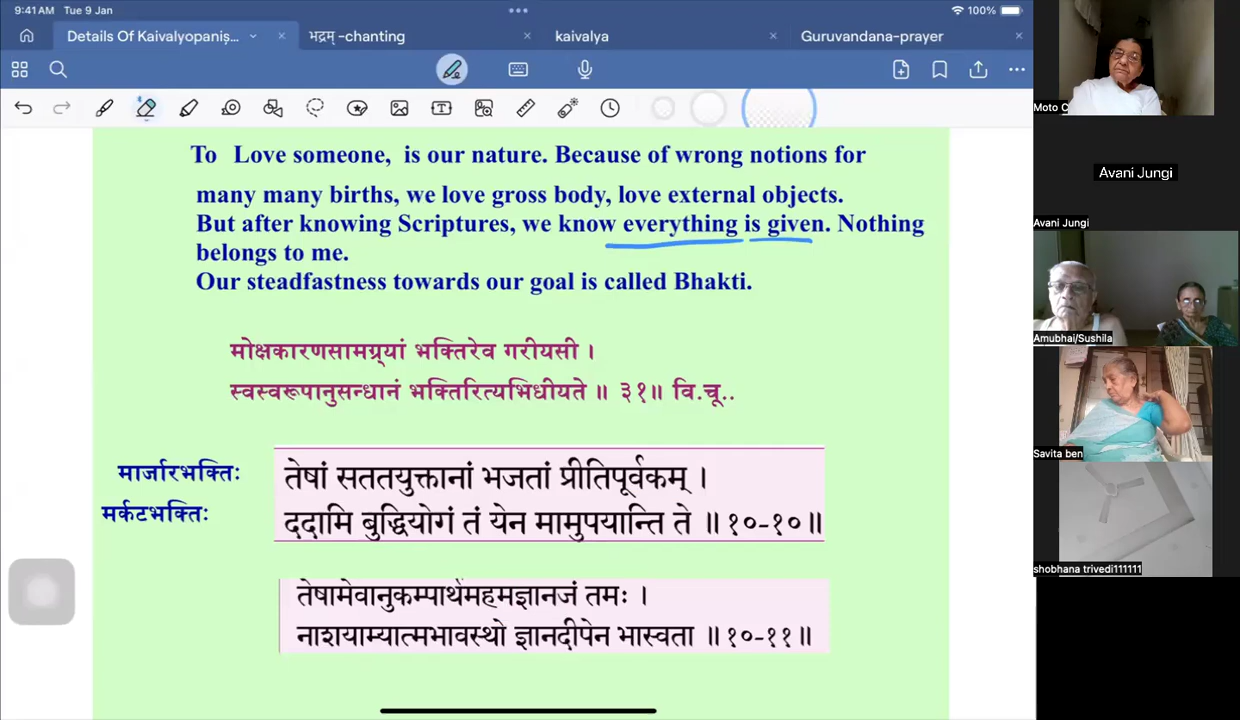 9:41 AM Tue 9 Jan
100%
Details Of Kaivalyopaniṣ...
भद्रम् -chanting
kaivalya
Guruvandana-prayer
To Love someone, is our nature. Because of wrong notions for
many many births, we love gross body, love external objects.
But after knowing Scriptures, we know everything is given. Nothing
belongs to me.
Our steadfastness towards our goal is called Bhakti.
मोक्षकारणसामग्र्यां भक्तिरेव गरीयसी ।
स्वस्वरूपानुसन्धानं भक्तिरित्यभिधीयते ॥ ३१॥ वि.चू..
मार्जारभक्तिः
मर्कटभक्तिः
तेषां सततयुक्तानां भजतां प्रीतिपूर्वकम् ।
ददामि बुद्धियोगं तं येन मामुपयान्ति ते ॥ १०-१०॥
तेषामेवानुकम्पार्थमहमज्ञानजं तमः ।
नाशयाम्यात्मभावस्थो ज्ञानदीपेन भास्वता ॥ १०-११॥
Moto C
Avani Jungi
Avani Jungi
Amubhai/Sushila
Savita ben
shobhana trivedi111111